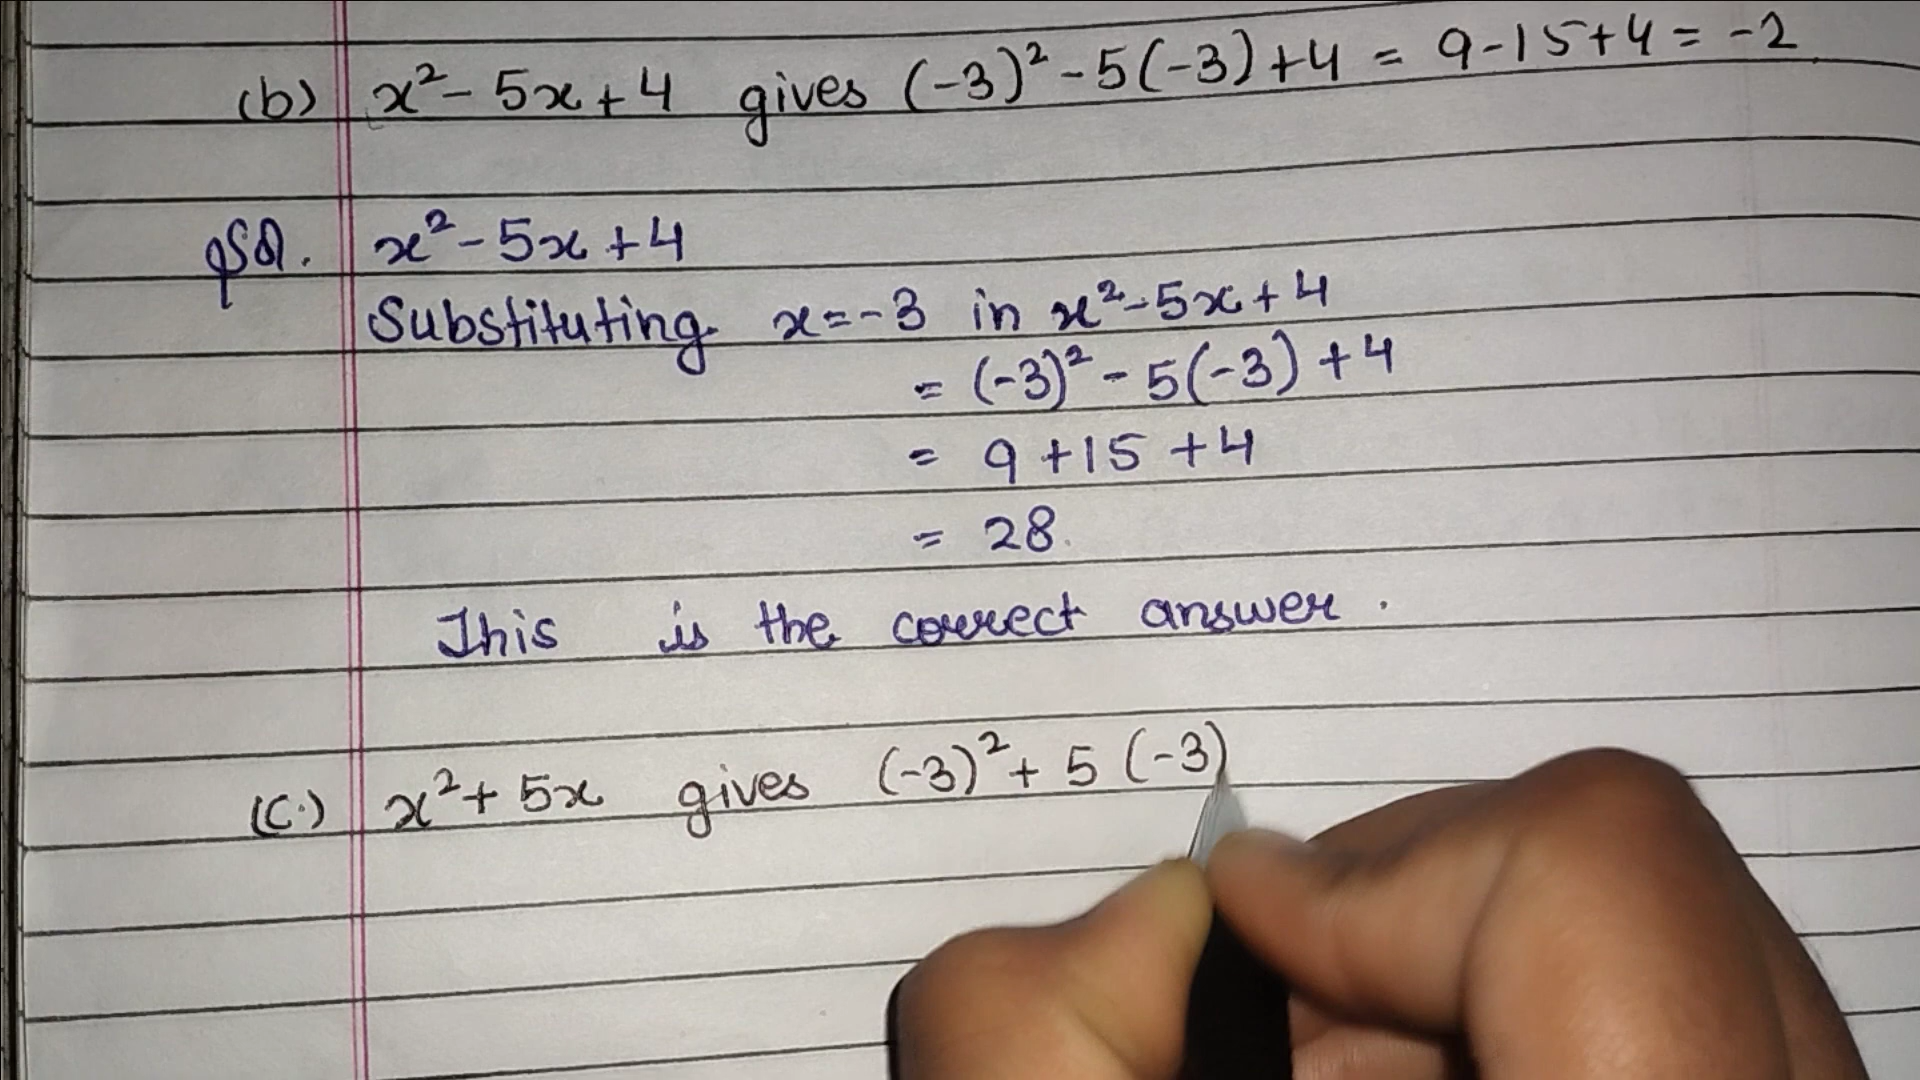 (b) x² - 5x + 4 gives (-3)² - 5(-3) + 4 = 9 - 15 + 4 = -2
Sol. x² - 5x + 4
Substituting x = -3 in x² - 5x + 4
= (-3)² - 5(-3) + 4
= 9 + 15 + 4
= 28.
This is the correct answer.
(C.) x² + 5x gives (-3)² + 5 (-3)